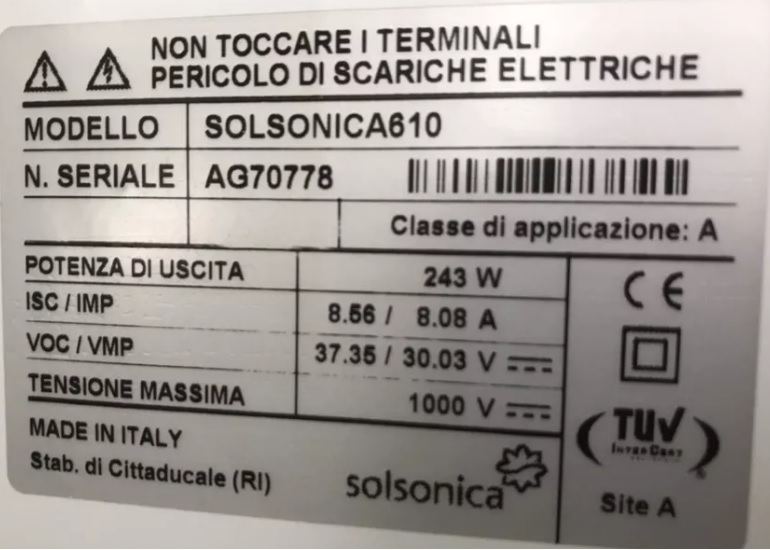 NON TOCCARE I TERMINALI
PERICOLO DI SCARICHE ELETTRICHE
MODELLO SOLSONICA610
N. SERIALE AG70778
Classe di applicazione: A
POTENZA DI USCITA 243 W
ISC / IMP 8.56 / 8.08 A
VOC / VMP 37.35 / 30.03 V
TENSIONE MASSIMA 1000 V
MADE IN ITALY
Stab. di Cittaducale (RI)
solsonica
CE
TÜV
INTERCERT
Site A